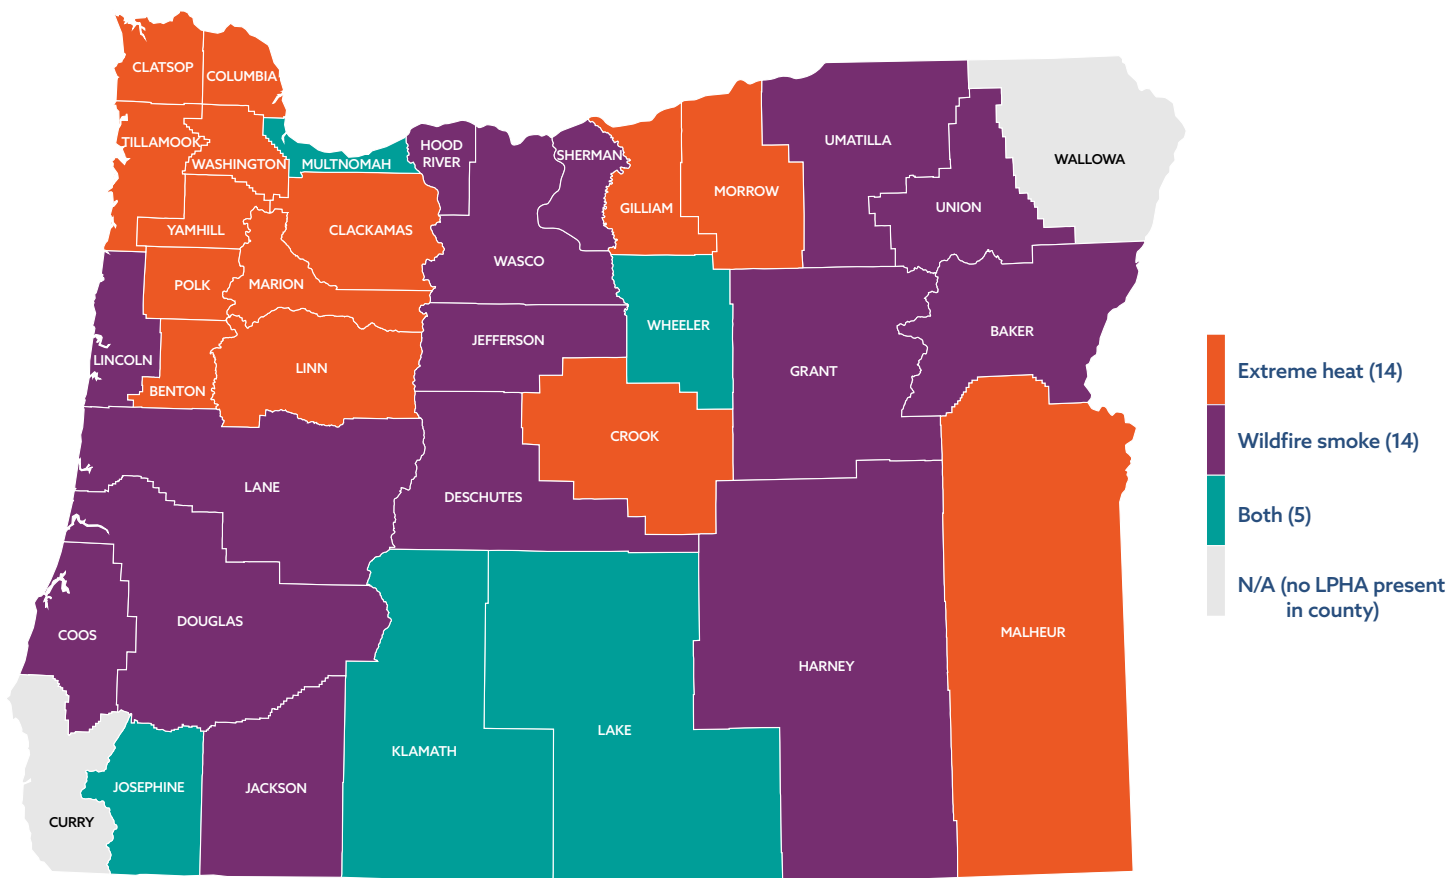 CLATSOP
COLUMBIA
TILLAMOOK
WASHINGTON
MULTNOMAH
HOOD
RIVER
SHERMAN
UMATILLA
WALLOWA
MORROW
GILLIAM
UNION
YAMHILL
CLACKAMAS
WASCO
POLK
MARION
WHEELER
BAKER
JEFFERSON
LINCOLN
LINN
GRANT
BENTON
CROOK
LANE
DESCHUTES
DOUGLAS
COOS
MALHEUR
HARNEY
LAKE
KLAMATH
JOSEPHINE
JACKSON
CURRY
Extreme heat (14)
Wildfire smoke (14)
Both (5)
N/A (no LPHA present
in county)